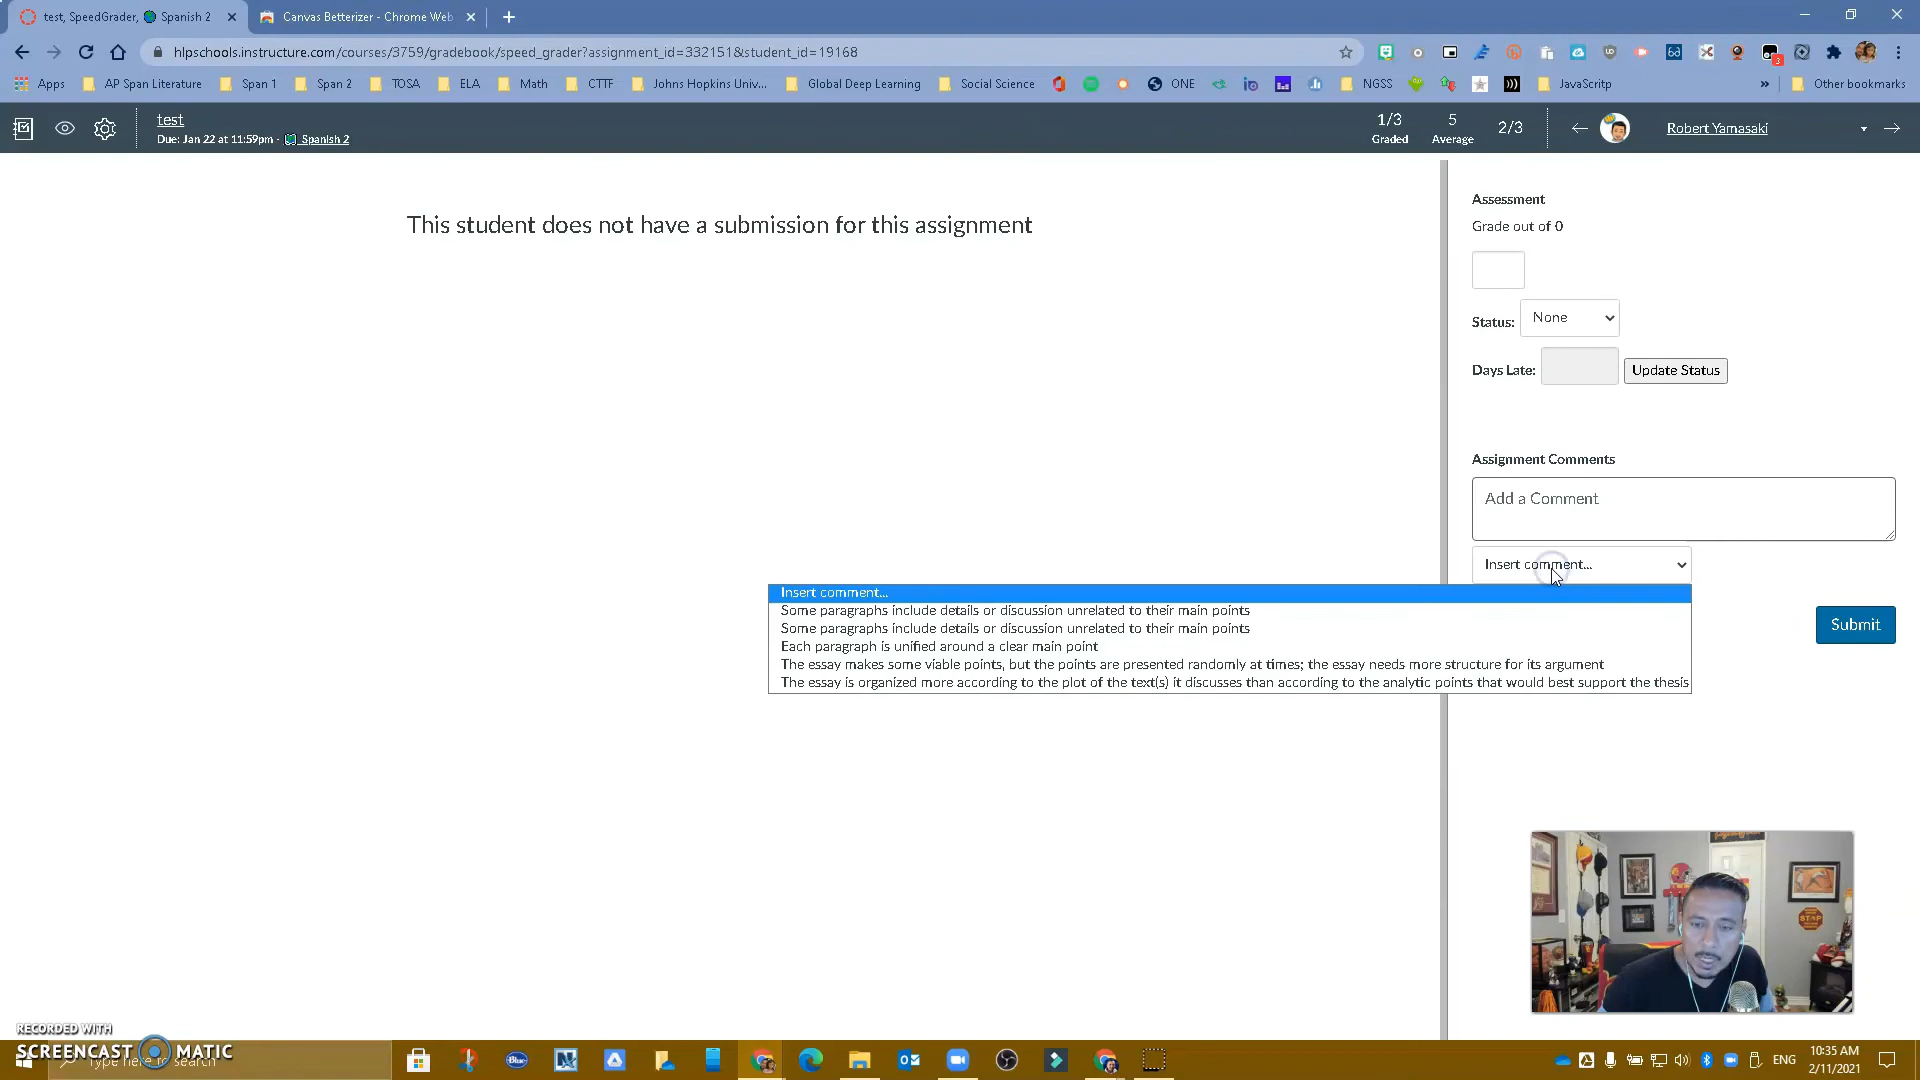 test, SpeedGrader, Spanish 2
Canvas Betterizer - Chrome Web
hlpschools.instructure.com/courses/3759/gradebook/speed_grader?assignment_id=332151&student_id=19168
Apps AP Span Literature Span 1 Span 2 TOSA ELA Math CTTF Johns Hopkins Univ... Global Deep Learning Social Science ONE NGSS JavaScritp » Other bookmarks
test
Due: Jan 22 at 11:59pm - Spanish 2
1/3
Graded
5
Average
2/3
Robert Yamasaki
This student does not have a submission for this assignment
Assessment
Grade out of 0
Status: None
Days Late: Update Status
Assignment Comments
Add a Comment
Insert comment...
Insert comment...
Some paragraphs include details or discussion unrelated to their main points
Some paragraphs include details or discussion unrelated to their main points
Each paragraph is unified around a clear main point
The essay makes some viable points, but the points are presented randomly at times; the essay needs more structure for its argument
The essay is organized more according to the plot of the text(s) it discusses than according to the analytic points that would best support the thesis
Submit
STOP
RECORDED WITH
SCREENCAST MATIC
Type here to search
ENG
10:35 AM
2/11/2021